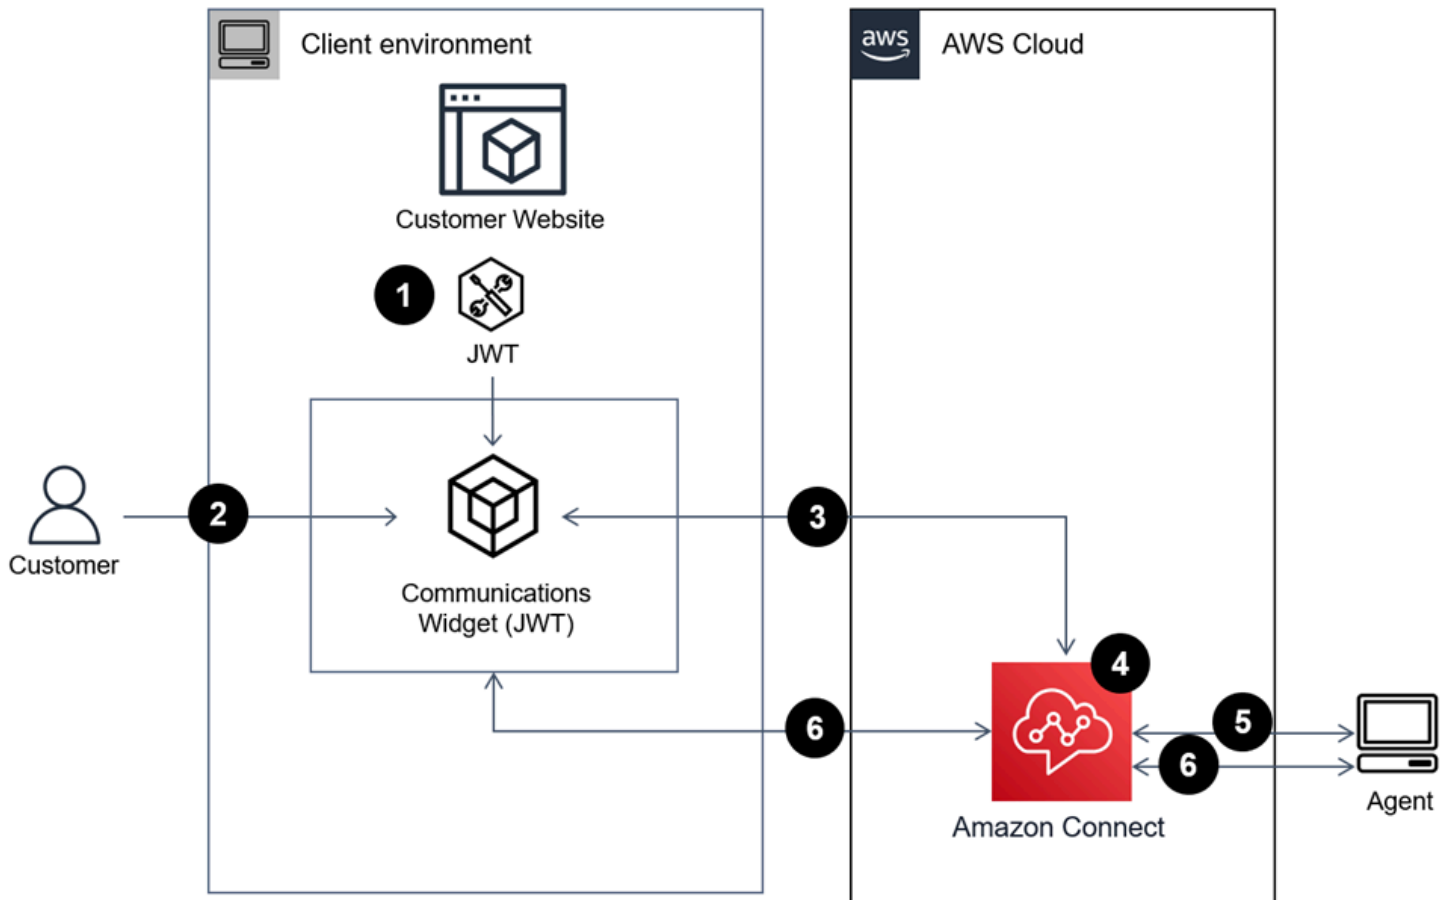 Client environment
aws
AWS Cloud
Customer Website
1
JWT
2
3
Customer
Communications
Widget (JWT)
4
5
6
6
Agent
Amazon Connect